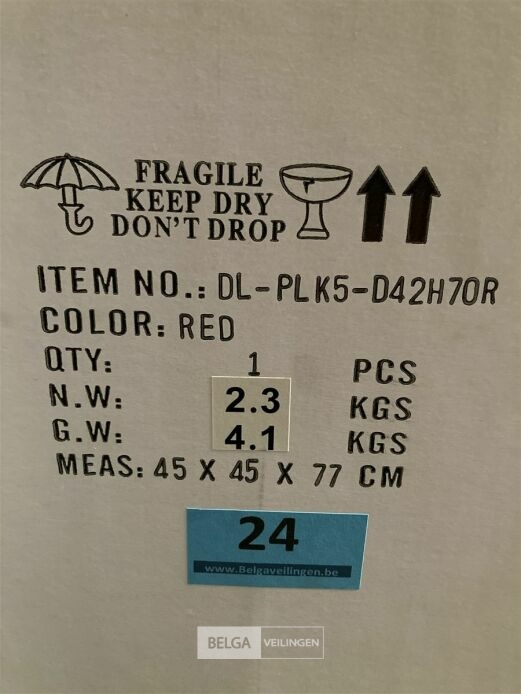 FRAGILE
KEEP DRY
DON'T DROP
ITEM NO.: DL-PLK5-D42H70R
COLOR: RED
QTY: 1 PCS
N.W: 2.3 KGS
G.W: 4.1 KGS
MEAS: 45 X 45 X 77 CM
24
www.Belgaveilingen.be
BELGA VEILINGEN